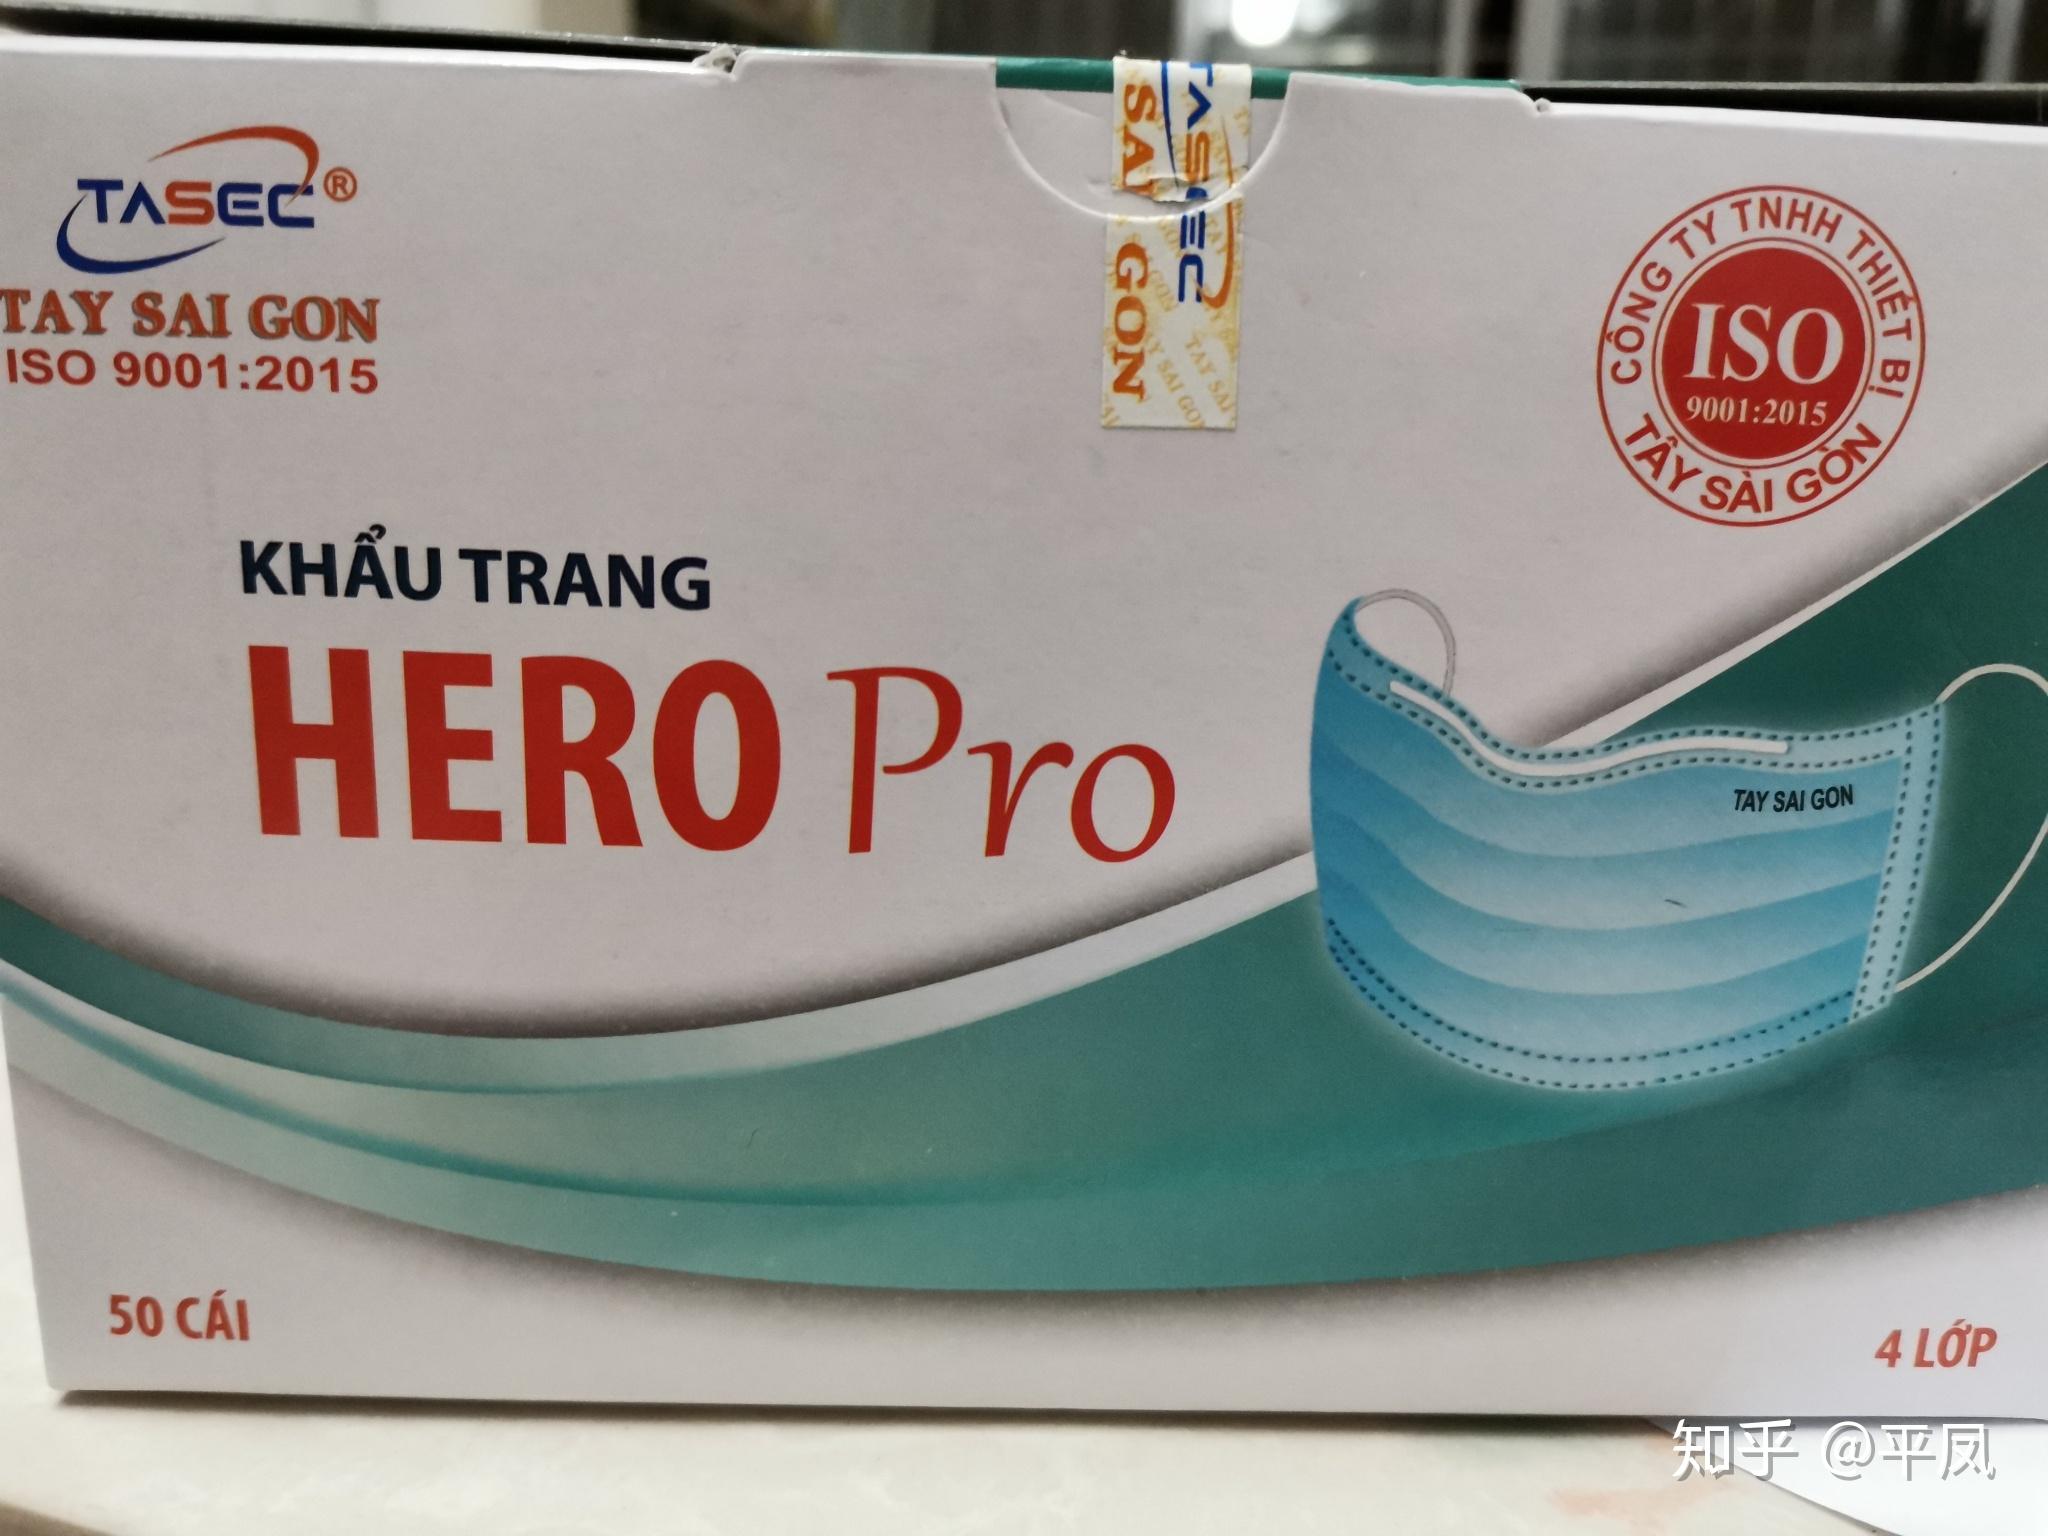 TASEC®
TAY SAI GON
ISO 9001:2015
TASEC
SAI GON
CÔNG TY TNHH THIẾT BỊ
ISO
9001:2015
TÂY SÀI GÒN
KHẨU TRANG
HERO Pro
TAY SAI GON
50 CÁI
4 LỚP
知乎 @平凤